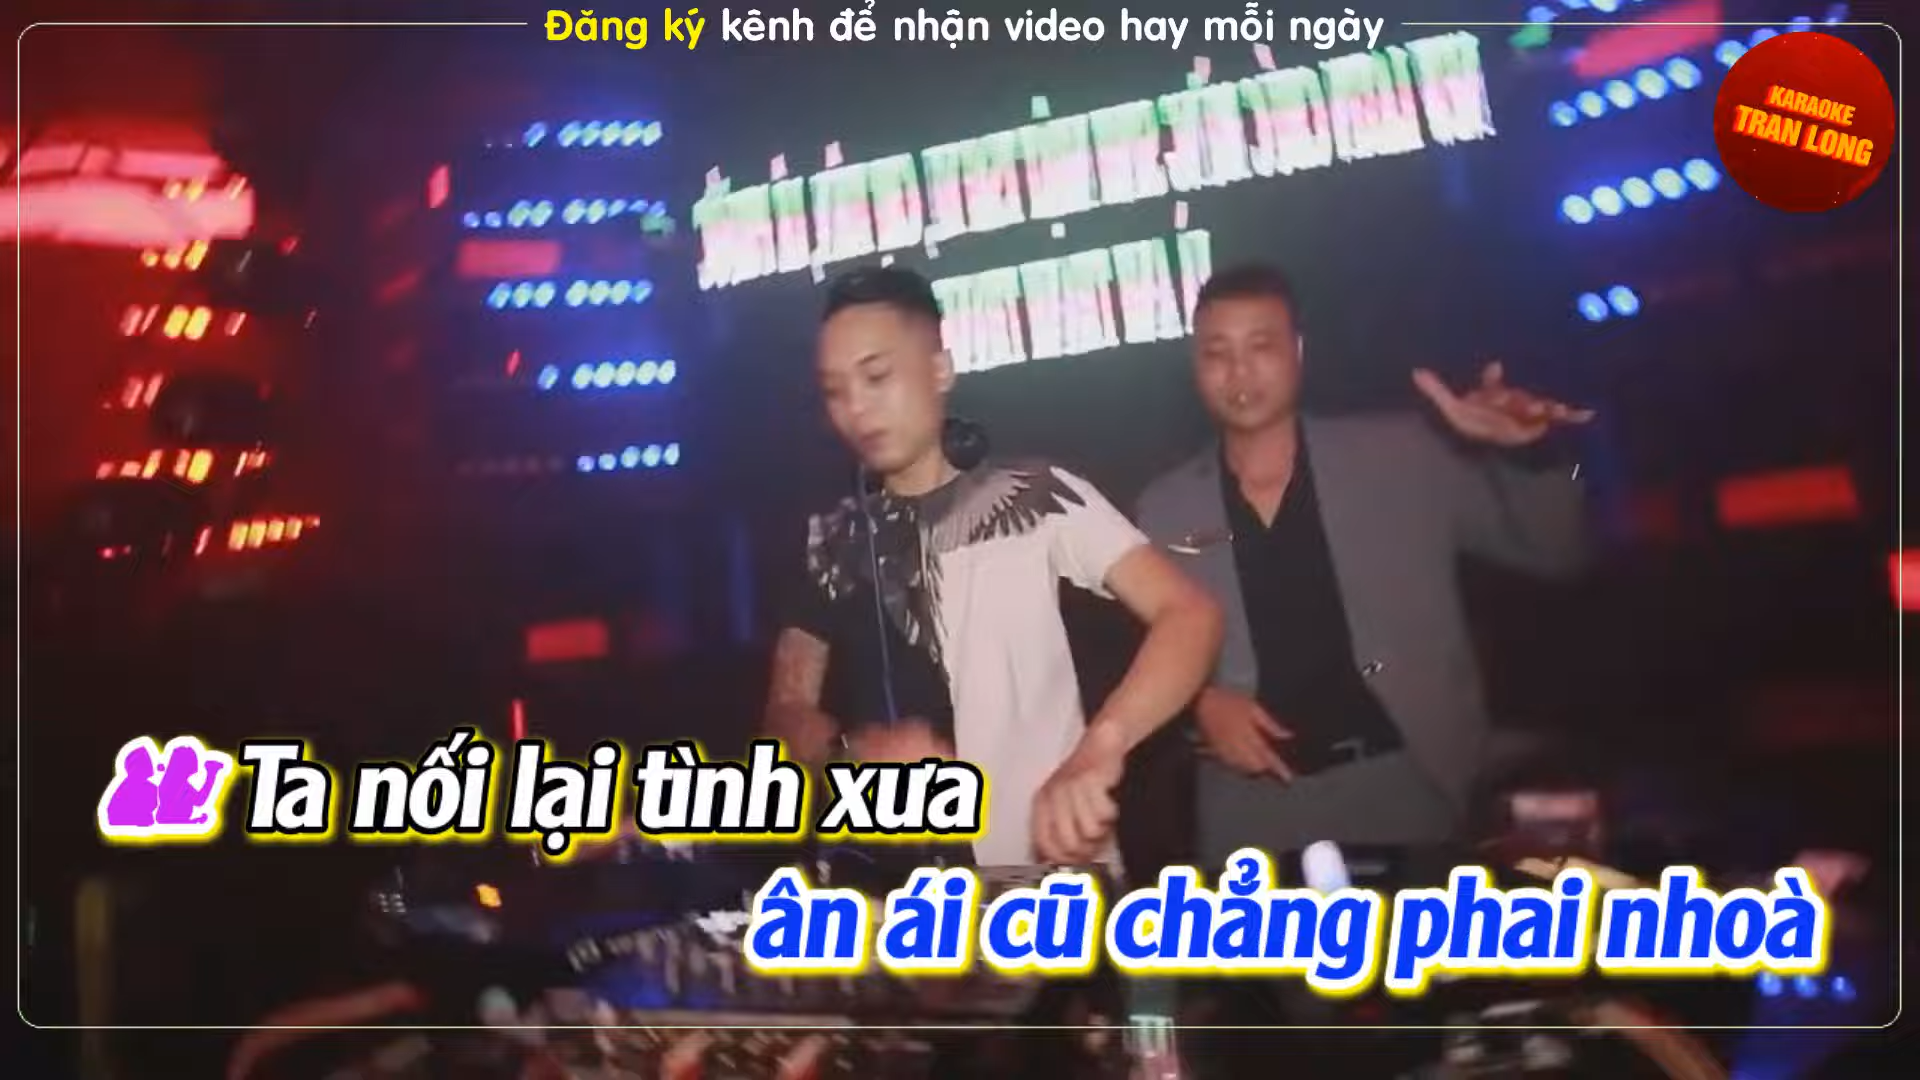 Đăng ký kênh để nhận video hay mỗi ngày
KARAOKE
TRAN LONG
Ta nối lại tình xưa
ân ái cũ chẳng phai nhoà